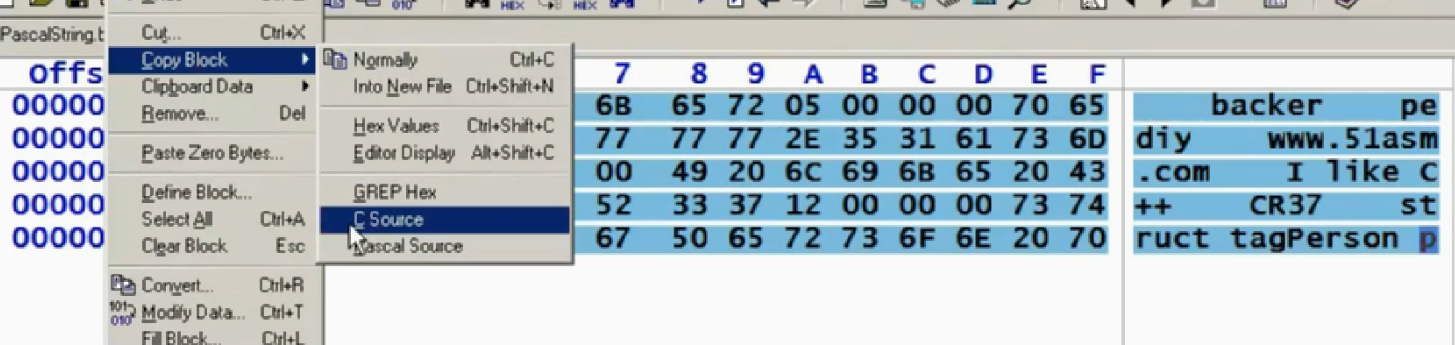 PascalString.b
Cut... Ctrl+X
Copy Block
Clipboard Data
Remove... Del
Paste Zero Bytes...
Define Block...
Select All Ctrl+A
Clear Block Esc
Convert... Ctrl+R
Modify Data... Ctrl+T
Fill Block... Ctrl+L
Normally Ctrl+C
Into New File Ctrl+Shift+N
Hex Values Ctrl+Shift+C
Editor Display Alt+Shift+C
GREP Hex
C Source
Pascal Source
Offs 7 8 9 A B C D E F
00000 6B 65 72 05 00 00 00 70 65 backer pe
00000 77 77 77 2E 35 31 61 73 6D diy www.51asm
00000 00 49 20 6C 69 6B 65 20 43 .com I like C
00000 52 33 37 12 00 00 00 73 74 ++ CR37 st
00000 67 50 65 72 73 6F 6E 20 70 ruct tagPerson p